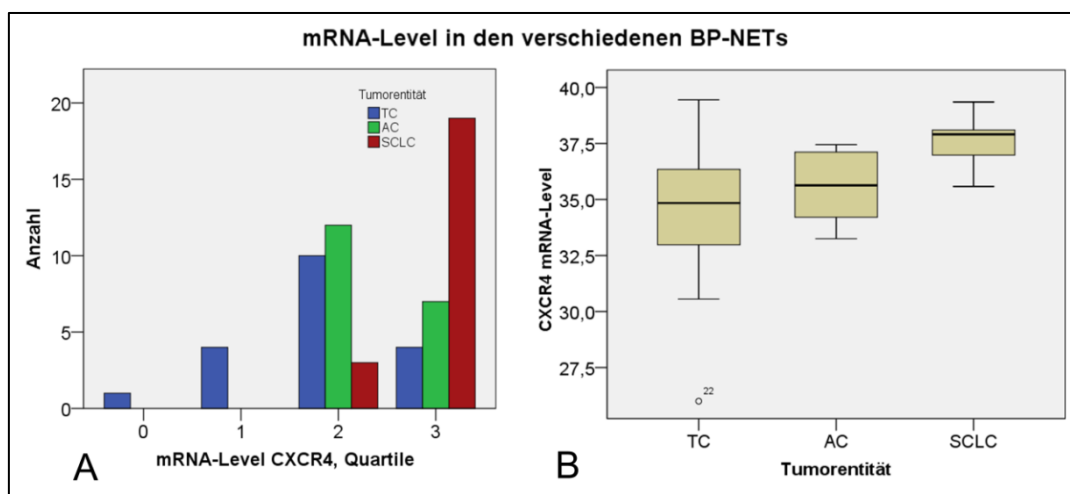 mRNA-Level in den verschiedenen BP-NETs
Tumorentität
TC
AC
SCLC
Anzahl
20
15
10
5
0
0 1 2 3
mRNA-Level CXCR4, Quartile
A
CXCR4 mRNA-Level
40,0
37,5
35,0
32,5
30,0
27,5
22
TC AC SCLC
Tumorentität
B